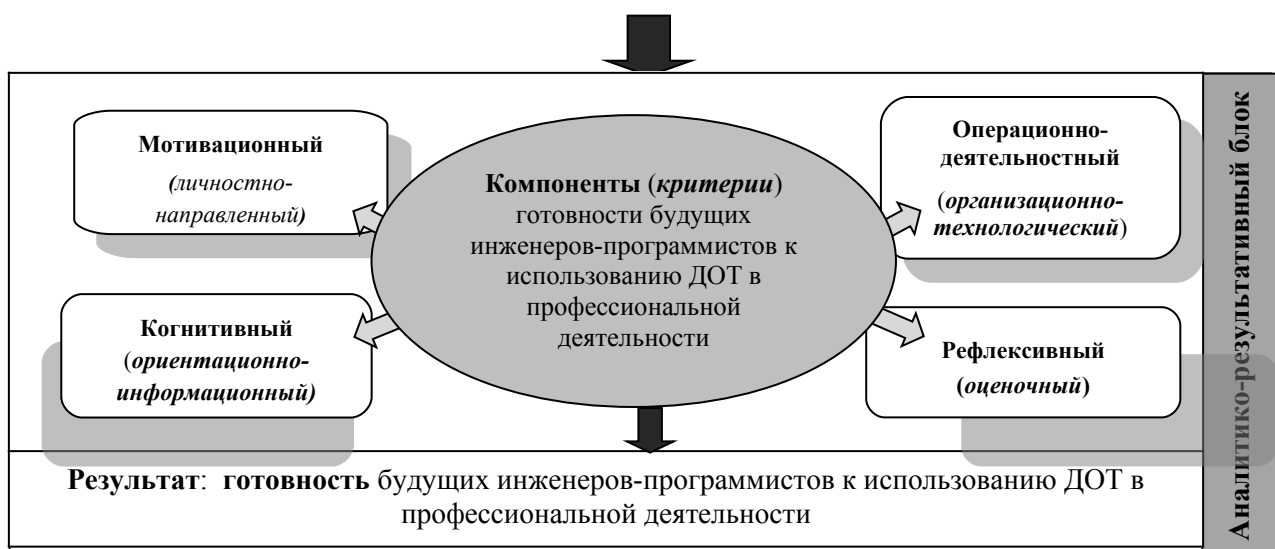 Мотивационный
(личностно-
направленный)
Когнитивный
(ориентационно-
информационный)
Компоненты (критерии)
готовности будущих
инженеров-программистов к
использованию ДОТ в
профессиональной
деятельности
Операционно-
деятельностный
(организационно-
технологический)
Рефлексивный
(оценочный)
Аналитико-результативный блок
Результат: готовность будущих инженеров-программистов к использованию ДОТ в
профессиональной деятельности